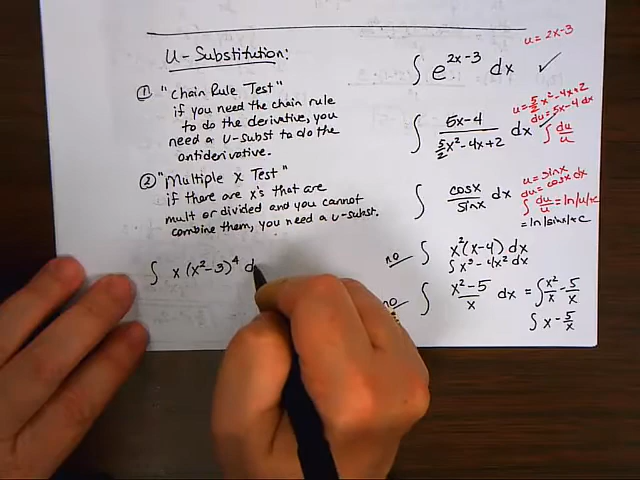 U-Substitution:
① "Chain Rule Test"
if you need the chain rule
to do the derivative, you
need a U-subst to do the
antiderivative.
② "Multiple X Test"
if there are x's that are
mult or divided and you cannot
combine them, you need a u-subst.
∫ x(x²-3)⁴ d
u = 2x-3
∫ e^{2x-3} dx ✓
u = 5/2 x² - 4x + 2
du = 5x-4 dx
∫ (5x-4)/(5/2 x² - 4x + 2) dx ✓
∫ du/u
u = sinx
du = cosx dx
∫ cosx/sinx dx
∫ du/u = ln|u|+c
= ln|sinx|+c
no ∫ x²(x-4) dx
∫ x³ - 4x² dx
no ∫ (x²-5)/x dx = ∫ x²/x - 5/x
∫ x - 5/x